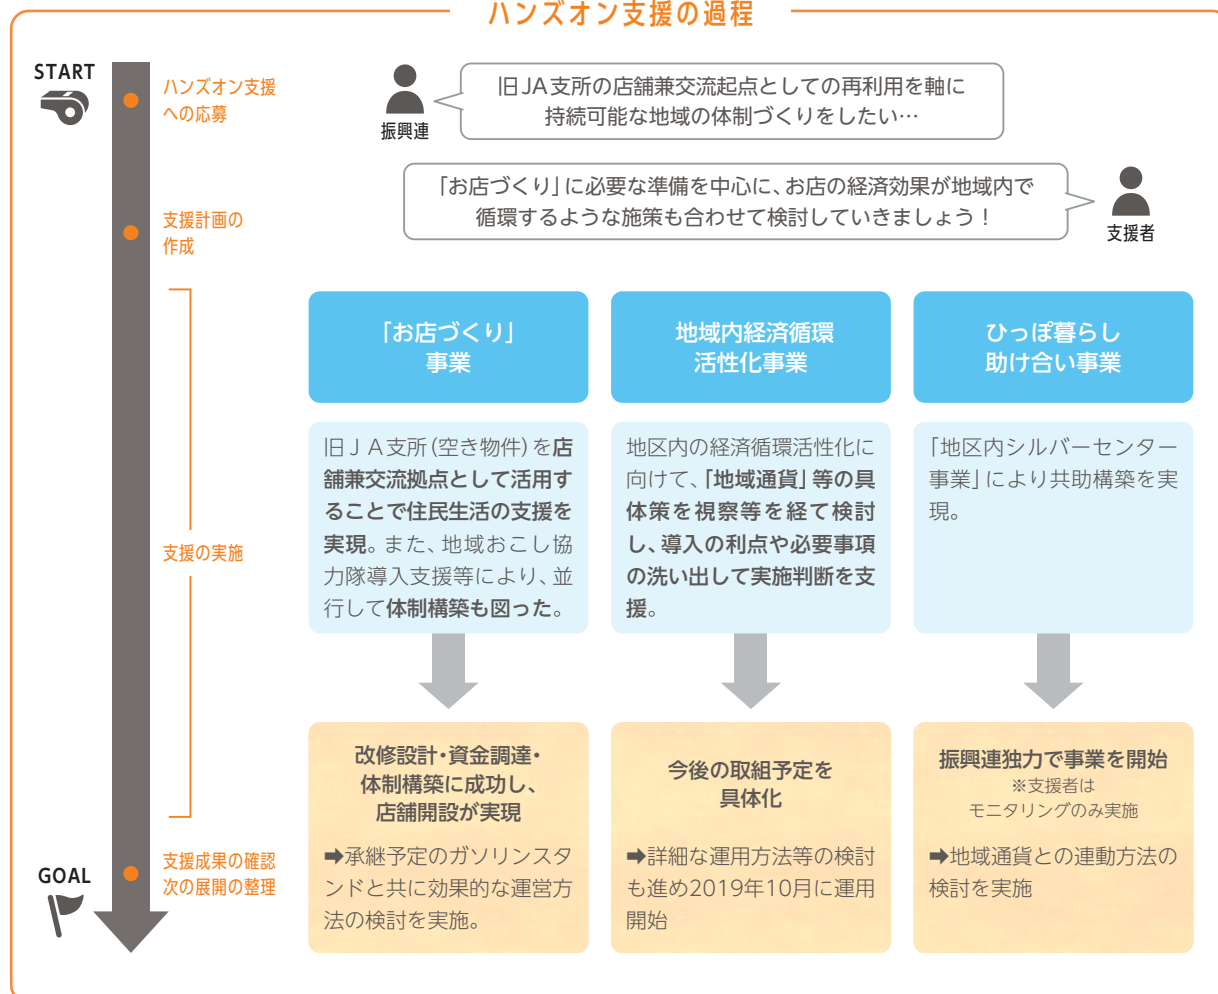 ハンズオン支援の過程
START
ハンズオン支援
への応募
振興連
旧JA支所の店舗兼交流起点としての再利用を軸に
持続可能な地域の体制づくりをしたい…
「お店づくり」に必要な準備を中心に、お店の経済効果が地域内で
循環するような施策も合わせて検討していきましょう！
支援者
支援計画の
作成
支援の実施
「お店づくり」
事業
旧ＪＡ支所(空き物件)を店
舗兼交流拠点として活用す
ることで住民生活の支援を
実現。また、地域おこし協
力隊導入支援等により、並
行して体制構築も図った。
改修設計・資金調達・
体制構築に成功し、
店舗開設が実現
➡承継予定のガソリンスタ
ンドと共に効果的な運営方
法の検討を実施。
地域内経済循環
活性化事業
地区内の経済循環活性化に
向けて、「地域通貨」等の具
体策を視察等を経て検討
し、導入の利点や必要事項
の洗い出して実施判断を支
援。
今後の取組予定を
具体化
➡詳細な運用方法等の検討
も進め2019年10月に運用
開始
ひっぽ暮らし
助け合い事業
「地区内シルバーセンター
事業」により共助構築を実
現。
振興連独力で事業を開始
※支援者は
モニタリングのみ実施
➡地域通貨との連動方法の
検討を実施
GOAL
支援成果の確認
次の展開の整理